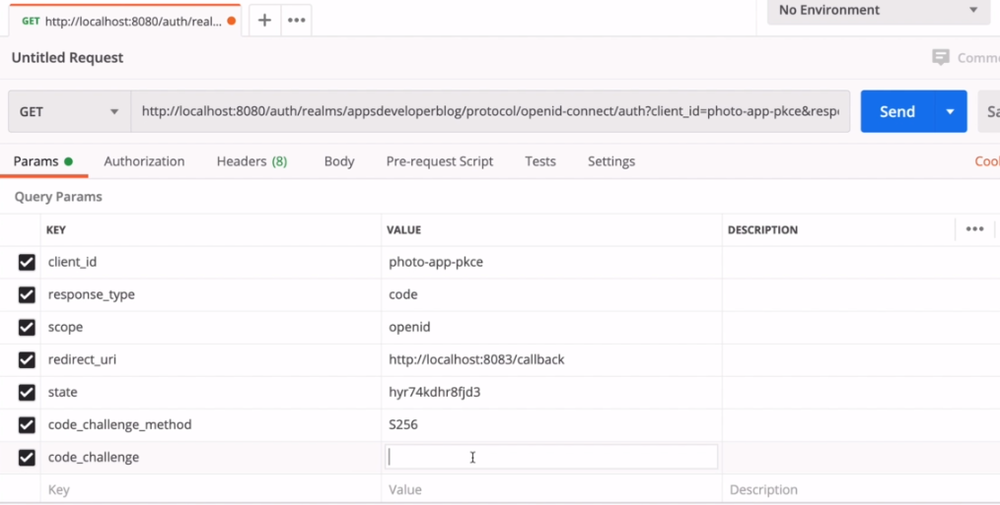 GET http://localhost:8080/auth/real... + ••• No Environment
Untitled Request Comme
GET http://localhost:8080/auth/realms/appsdeveloperblog/protocol/openid-connect/auth?client_id=photo-app-pkce&respo Send Sa
Params Authorization Headers (8) Body Pre-request Script Tests Settings Cool
Query Params
KEY VALUE DESCRIPTION •••
client_id photo-app-pkce
response_type code
scope openid
redirect_uri http://localhost:8083/callback
state hyr74kdhr8fjd3
code_challenge_method S256
code_challenge
Key Value Description